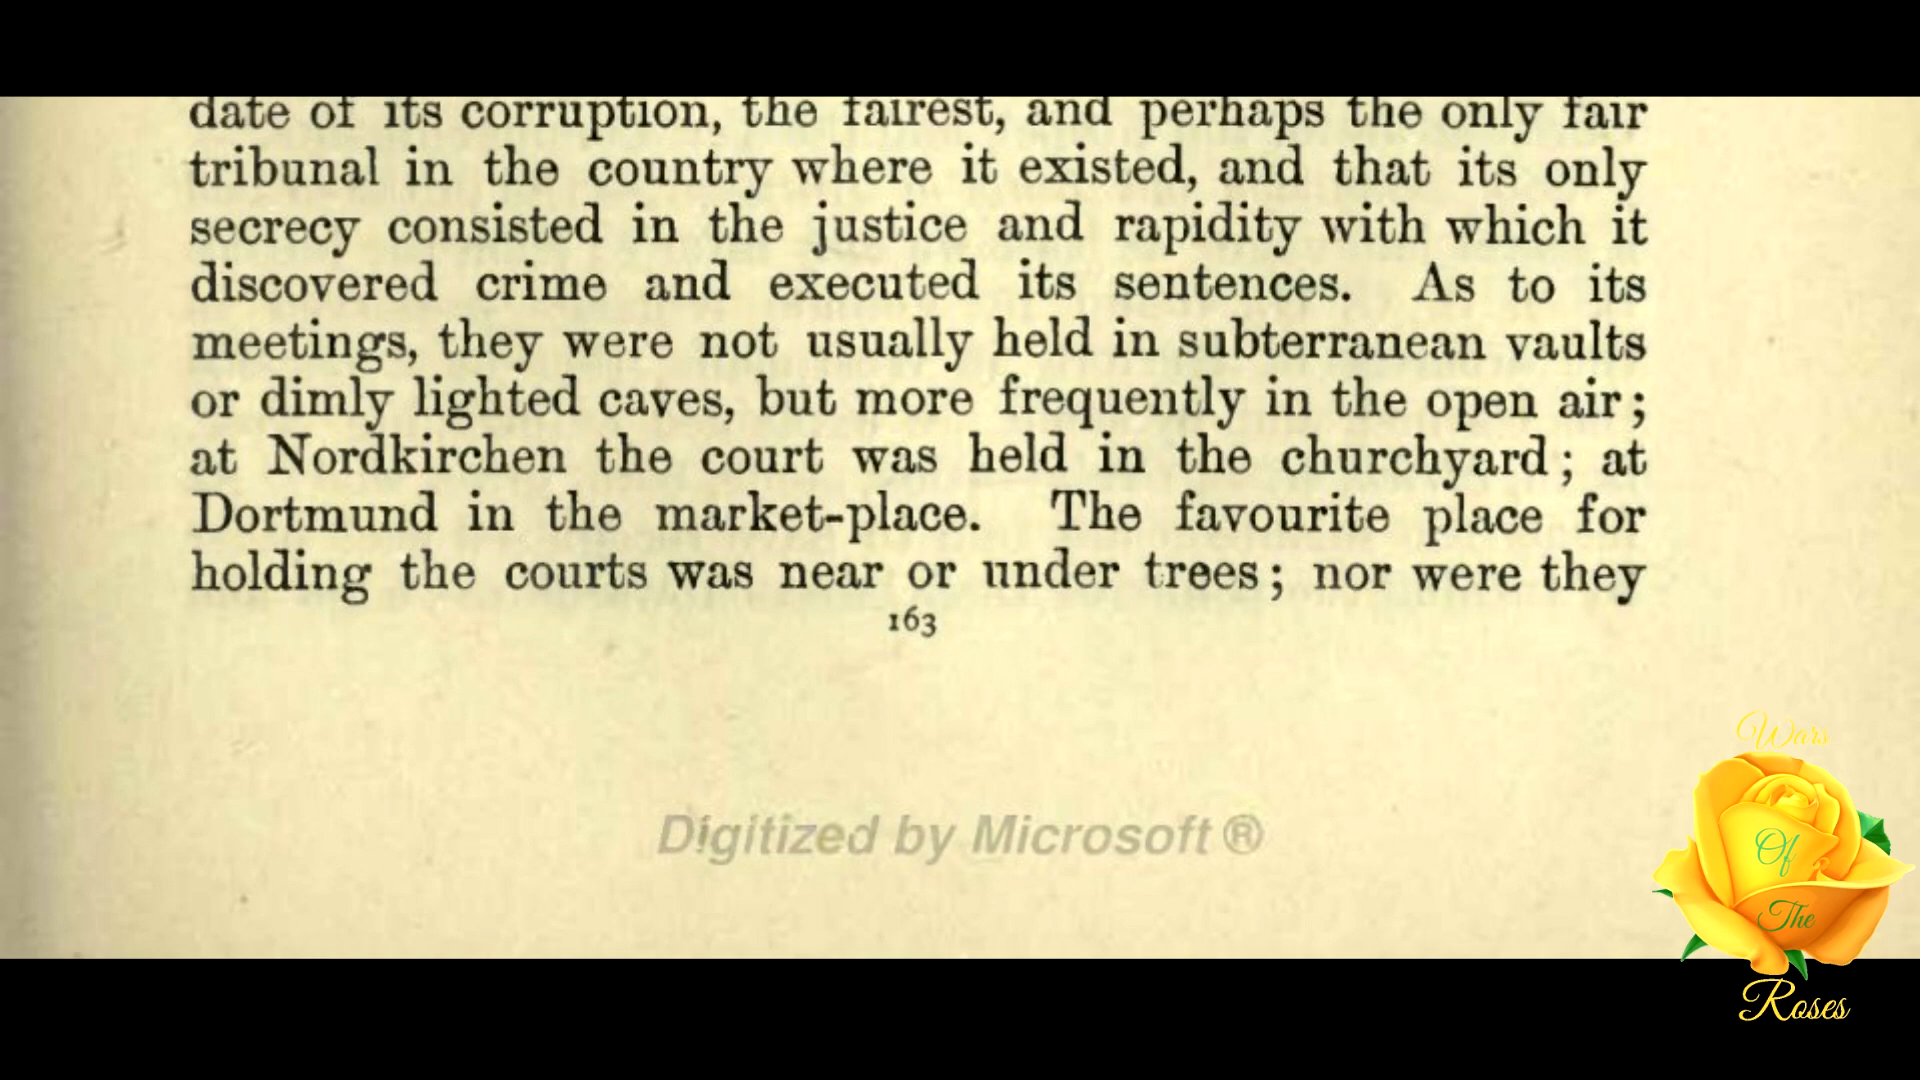 date of its corruption, the fairest, and perhaps the only fair
tribunal in the country where it existed, and that its only
secrecy consisted in the justice and rapidity with which it
discovered crime and executed its sentences. As to its
meetings, they were not usually held in subterranean vaults
or dimly lighted caves, but more frequently in the open air;
at Nordkirchen the court was held in the churchyard; at
Dortmund in the market-place. The favourite place for
holding the courts was near or under trees; nor were they
163
Digitized by Microsoft ®
Wars
Of
The
Roses